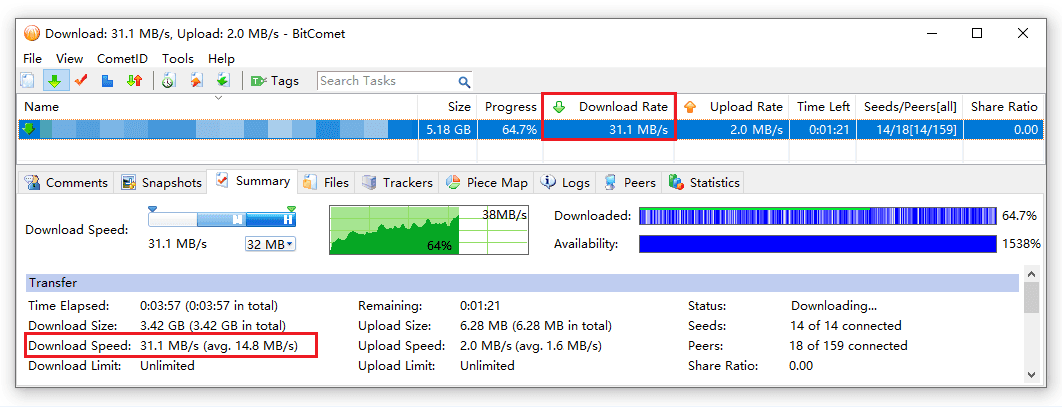 Download: 31.1 MB/s, Upload: 2.0 MB/s - BitComet
File View CometID Tools Help
Tags Search Tasks
Name Size Progress Download Rate Upload Rate Time Left Seeds/Peers[all] Share Ratio
5.18 GB 64.7% 31.1 MB/s 2.0 MB/s 0:01:21 14/18[14/159] 0.00
Comments Snapshots Summary Files Trackers Piece Map Logs Peers Statistics
Download Speed: N H 38MB/s Downloaded: 64.7%
31.1 MB/s 32 MB 64% Availability: 1538%
Transfer
Time Elapsed: 0:03:57 (0:03:57 in total) Remaining: 0:01:21 Status: Downloading...
Download Size: 3.42 GB (3.42 GB in total) Upload Size: 6.28 MB (6.28 MB in total) Seeds: 14 of 14 connected
Download Speed: 31.1 MB/s (avg. 14.8 MB/s) Upload Speed: 2.0 MB/s (avg. 1.6 MB/s) Peers: 18 of 159 connected
Download Limit: Unlimited Upload Limit: Unlimited Share Ratio: 0.00